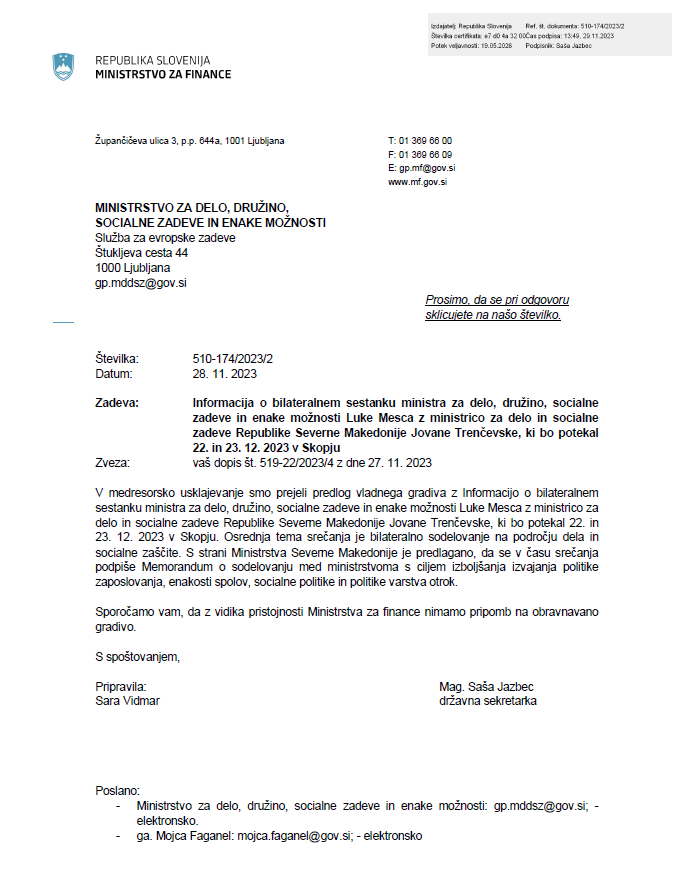 Izdajatelj: Republika Slovenija Ref. št. dokumenta: 510-174/2023/2
Številka certifikata: e7 d0 4a 32 00Čas podpisa: 13:49, 29.11.2023
Potek veljavnosti: 19.05.2026 Podpisnik: Saša Jazbec
REPUBLIKA SLOVENIJA
MINISTRSTVO ZA FINANCE
Župančičeva ulica 3, p.p. 644a, 1001 Ljubljana
T: 01 369 66 00
F: 01 369 66 09
E: gp.mf@gov.si
www.mf.gov.si
MINISTRSTVO ZA DELO, DRUŽINO,
SOCIALNE ZADEVE IN ENAKE MOŽNOSTI
Služba za evropske zadeve
Štukljeva cesta 44
1000 Ljubljana
gp.mddsz@gov.si
Prosimo, da se pri odgovoru
sklicujete na našo številko.
Številka: 510-174/2023/2
Datum: 28. 11. 2023
Zadeva: Informacija o bilateralnem sestanku ministra za delo, družino, socialne
zadeve in enake možnosti Luke Mesca z ministrico za delo in socialne
zadeve Republike Severne Makedonije Jovane Trenčevske, ki bo potekal
22. in 23. 12. 2023 v Skopju
Zveza: vaš dopis št. 519-22/2023/4 z dne 27. 11. 2023
V medresorsko usklajevanje smo prejeli predlog vladnega gradiva z Informacijo o bilateralnem
sestanku ministra za delo, družino, socialne zadeve in enake možnosti Luke Mesca z ministrico za
delo in socialne zadeve Republike Severne Makedonije Jovane Trenčevske, ki bo potekal 22. in
23. 12. 2023 v Skopju. Osrednja tema srečanja je bilateralno sodelovanje na področju dela in
socialne zaščite. S strani Ministrstva Severne Makedonije je predlagano, da se v času srečanja
podpiše Memorandum o sodelovanju med ministrstvoma s ciljem izboljšanja izvajanja politike
zaposlovanja, enakosti spolov, socialne politike in politike varstva otrok.
Sporočamo vam, da z vidika pristojnosti Ministrstva za finance nimamo pripomb na obravnavano
gradivo.
S spoštovanjem,
Pripravila: Mag. Saša Jazbec
Sara Vidmar državna sekretarka
Poslano:
- Ministrstvo za delo, družino, socialne zadeve in enake možnosti: gp.mddsz@gov.si; -
elektronsko.
- ga. Mojca Faganel: mojca.faganel@gov.si; - elektronsko